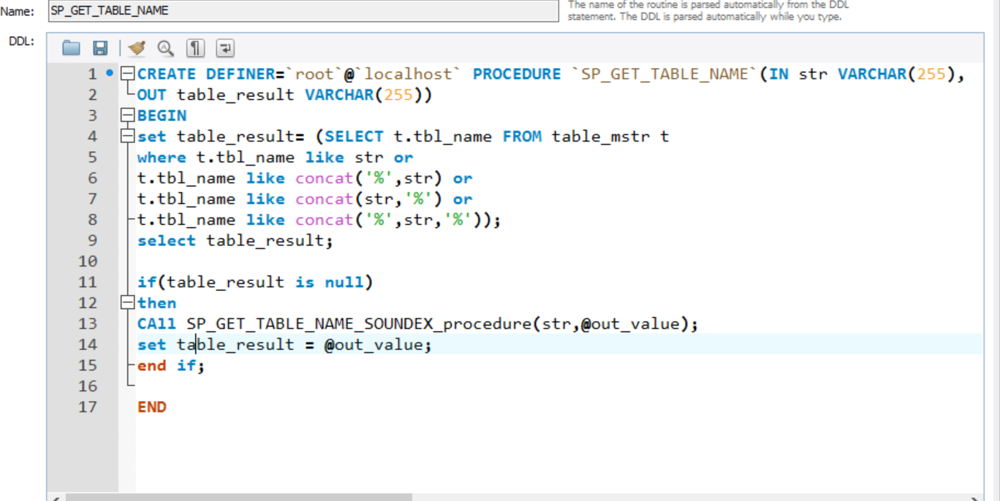 Name: SP_GET_TABLE_NAME
The name of the routine is parsed automatically from the DDL
statement. The DDL is parsed automatically while you type.
DDL:
1 CREATE DEFINER=`root`@`localhost` PROCEDURE `SP_GET_TABLE_NAME`(IN str VARCHAR(255),
2 OUT table_result VARCHAR(255))
3 BEGIN
4 set table_result= (SELECT t.tbl_name FROM table_mstr t
5 where t.tbl_name like str or
6 t.tbl_name like concat('%',str) or
7 t.tbl_name like concat(str,'%') or
8 t.tbl_name like concat('%',str,'%'));
9 select table_result;
10
11 if(table_result is null)
12 then
13 CAll SP_GET_TABLE_NAME_SOUNDEX_procedure(str,@out_value);
14 set table_result = @out_value;
15 end if;
16
17 END